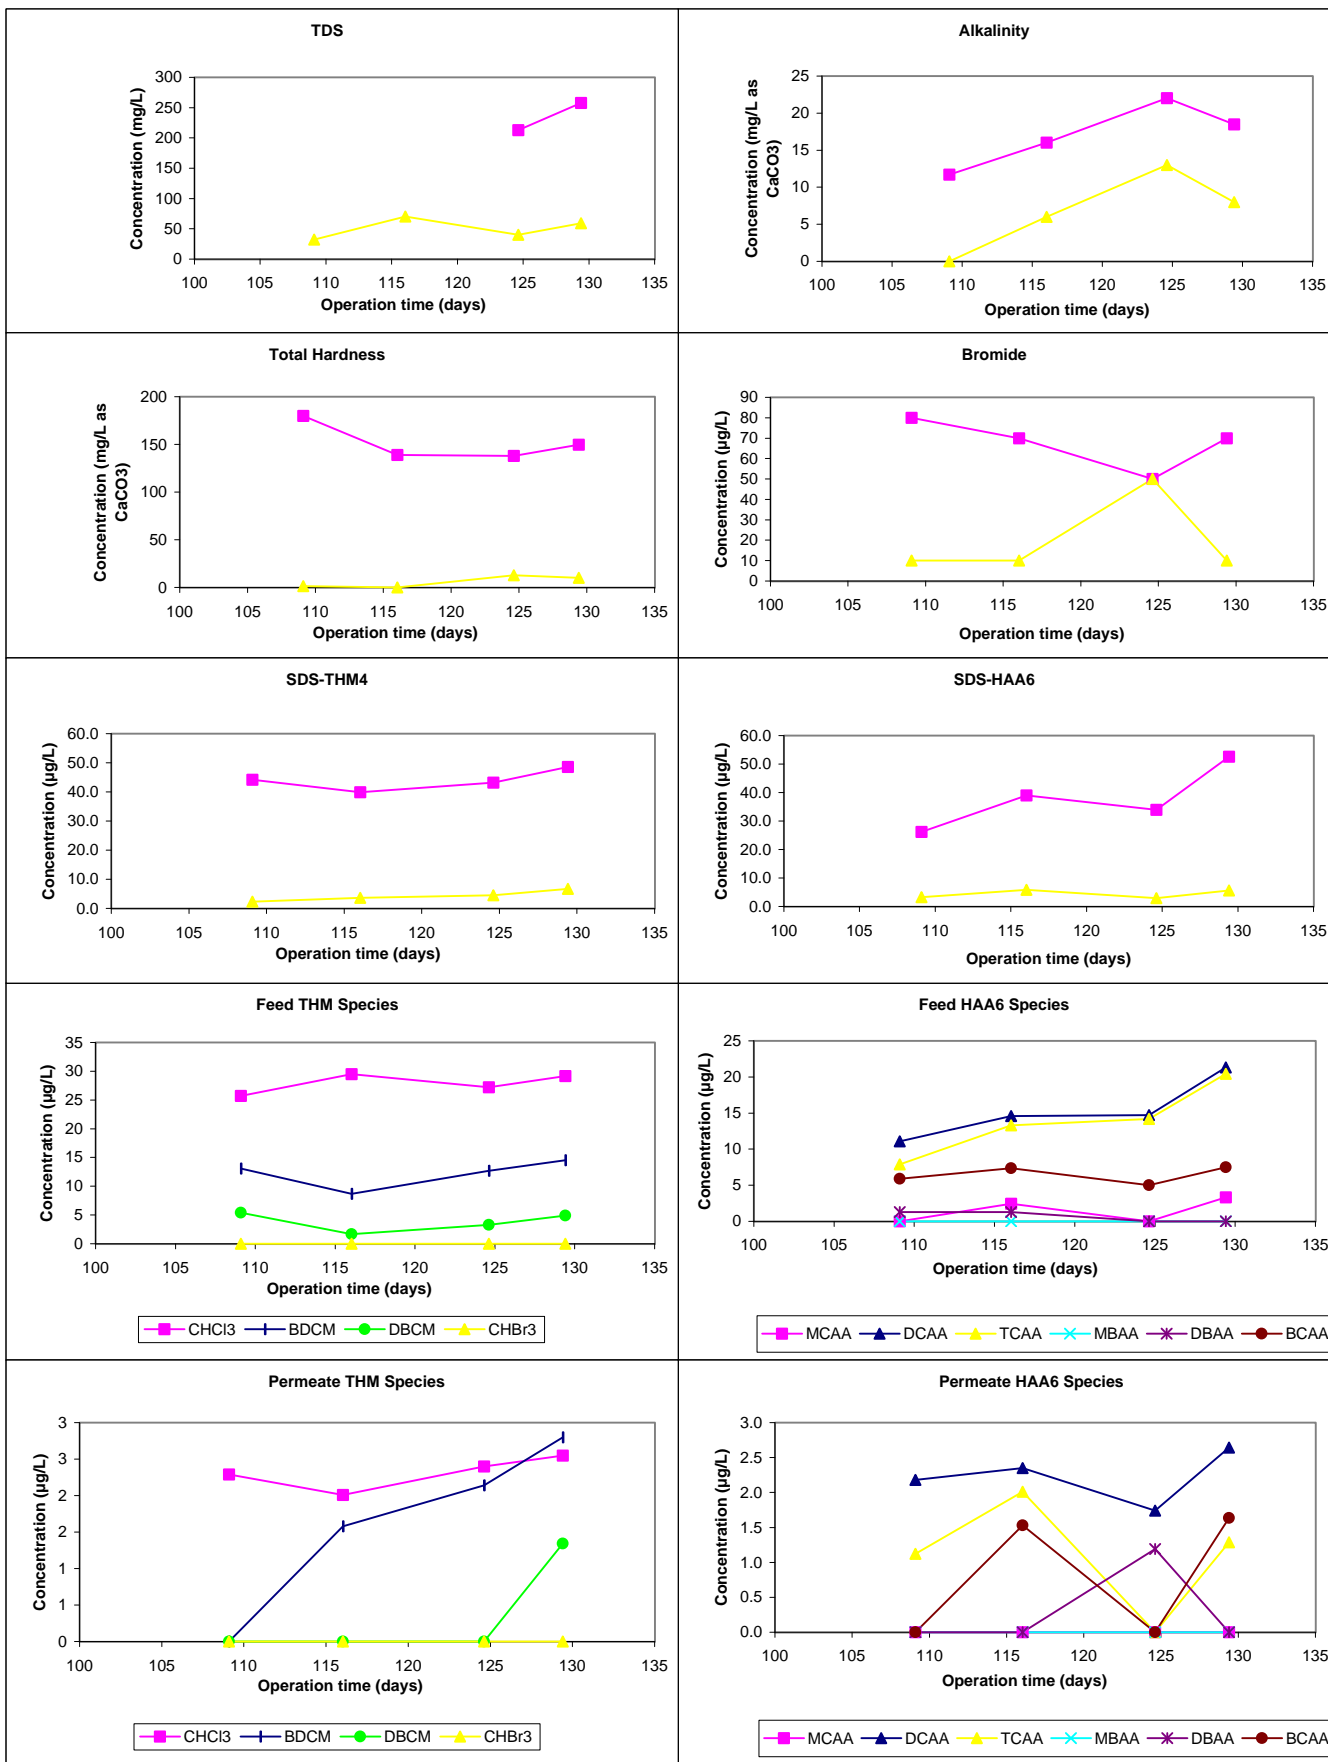 TDS
Concentration (mg/L)
300
250
200
150
100
50
0
100 105 110 115 120 125 130 135
Operation time (days)
Alkalinity
Concentration (mg/L as
CaCO3)
25
20
15
10
5
0
100 105 110 115 120 125 130 135
Operation time (days)
Total Hardness
Concentration (mg/L as
CaCO3)
200
150
100
50
0
100 105 110 115 120 125 130 135
Operation time (days)
Bromide
Concentration (µg/L)
90
80
70
60
50
40
30
20
10
0
100 105 110 115 120 125 130 135
Operation time (days)
SDS-THM4
Concentration (µg/L)
60.0
50.0
40.0
30.0
20.0
10.0
0.0
100 105 110 115 120 125 130 135
Operation time (days)
SDS-HAA6
Concentration (µg/L)
60.0
50.0
40.0
30.0
20.0
10.0
0.0
100 105 110 115 120 125 130 135
Operation time (days)
Feed THM Species
Concentration (µg/L)
35
30
25
20
15
10
5
0
100 105 110 115 120 125 130 135
Operation time (days)
CHCl3 BDCM DBCM CHBr3
Feed HAA6 Species
Concentration (µg/L)
25
20
15
10
5
0
100 105 110 115 120 125 130 135
Operation time (days)
MCAA DCAA TCAA MBAA DBAA BCAA
Permeate THM Species
Concentration (µg/L)
3
3
2
2
1
1
0
100 105 110 115 120 125 130 135
Operation time (days)
CHCl3 BDCM DBCM CHBr3
Permeate HAA6 Species
Concentration (µg/L)
3.0
2.5
2.0
1.5
1.0
0.5
0.0
100 105 110 115 120 125 130 135
Operation time (days)
MCAA DCAA TCAA MBAA DBAA BCAA